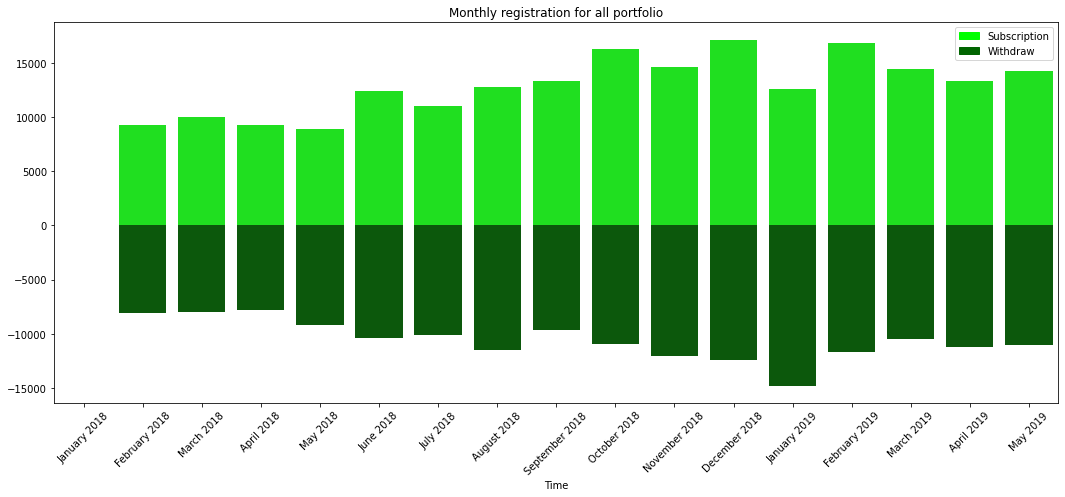 Monthly registration for all portfolio
Subscription
Withdraw
15000
10000
5000
0
−5000
−10000
−15000
January 2018
February 2018
March 2018
April 2018
May 2018
June 2018
July 2018
August 2018
September 2018
October 2018
November 2018
December 2018
January 2019
February 2019
March 2019
April 2019
May 2019
Time